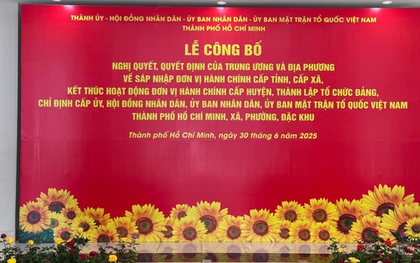 THÀNH ỦY - HỘI ĐỒNG NHÂN DÂN - ỦY BAN NHÂN DÂN - ỦY BAN MẶT TRẬN TỔ QUỐC VIỆT NAM
THÀNH PHỐ HỒ CHÍ MINH
LỄ CÔNG BỐ
NGHỊ QUYẾT, QUYẾT ĐỊNH CỦA TRUNG ƯƠNG VÀ ĐỊA PHƯƠNG
VỀ SÁP NHẬP ĐƠN VỊ HÀNH CHÍNH CẤP TỈNH, CẤP XÃ,
KẾT THÚC HOẠT ĐỘNG ĐƠN VỊ HÀNH CHÍNH CẤP HUYỆN, THÀNH LẬP TỔ CHỨC ĐẢNG,
CHỈ ĐỊNH CẤP ỦY, HỘI ĐỒNG NHÂN DÂN, ỦY BAN NHÂN DÂN, ỦY BAN MẶT TRẬN TỔ QUỐC VIỆT NAM
THÀNH PHỐ HỒ CHÍ MINH, XÃ, PHƯỜNG, ĐẶC KHU
Thành phố Hồ Chí Minh, ngày 30 tháng 6 năm 2025